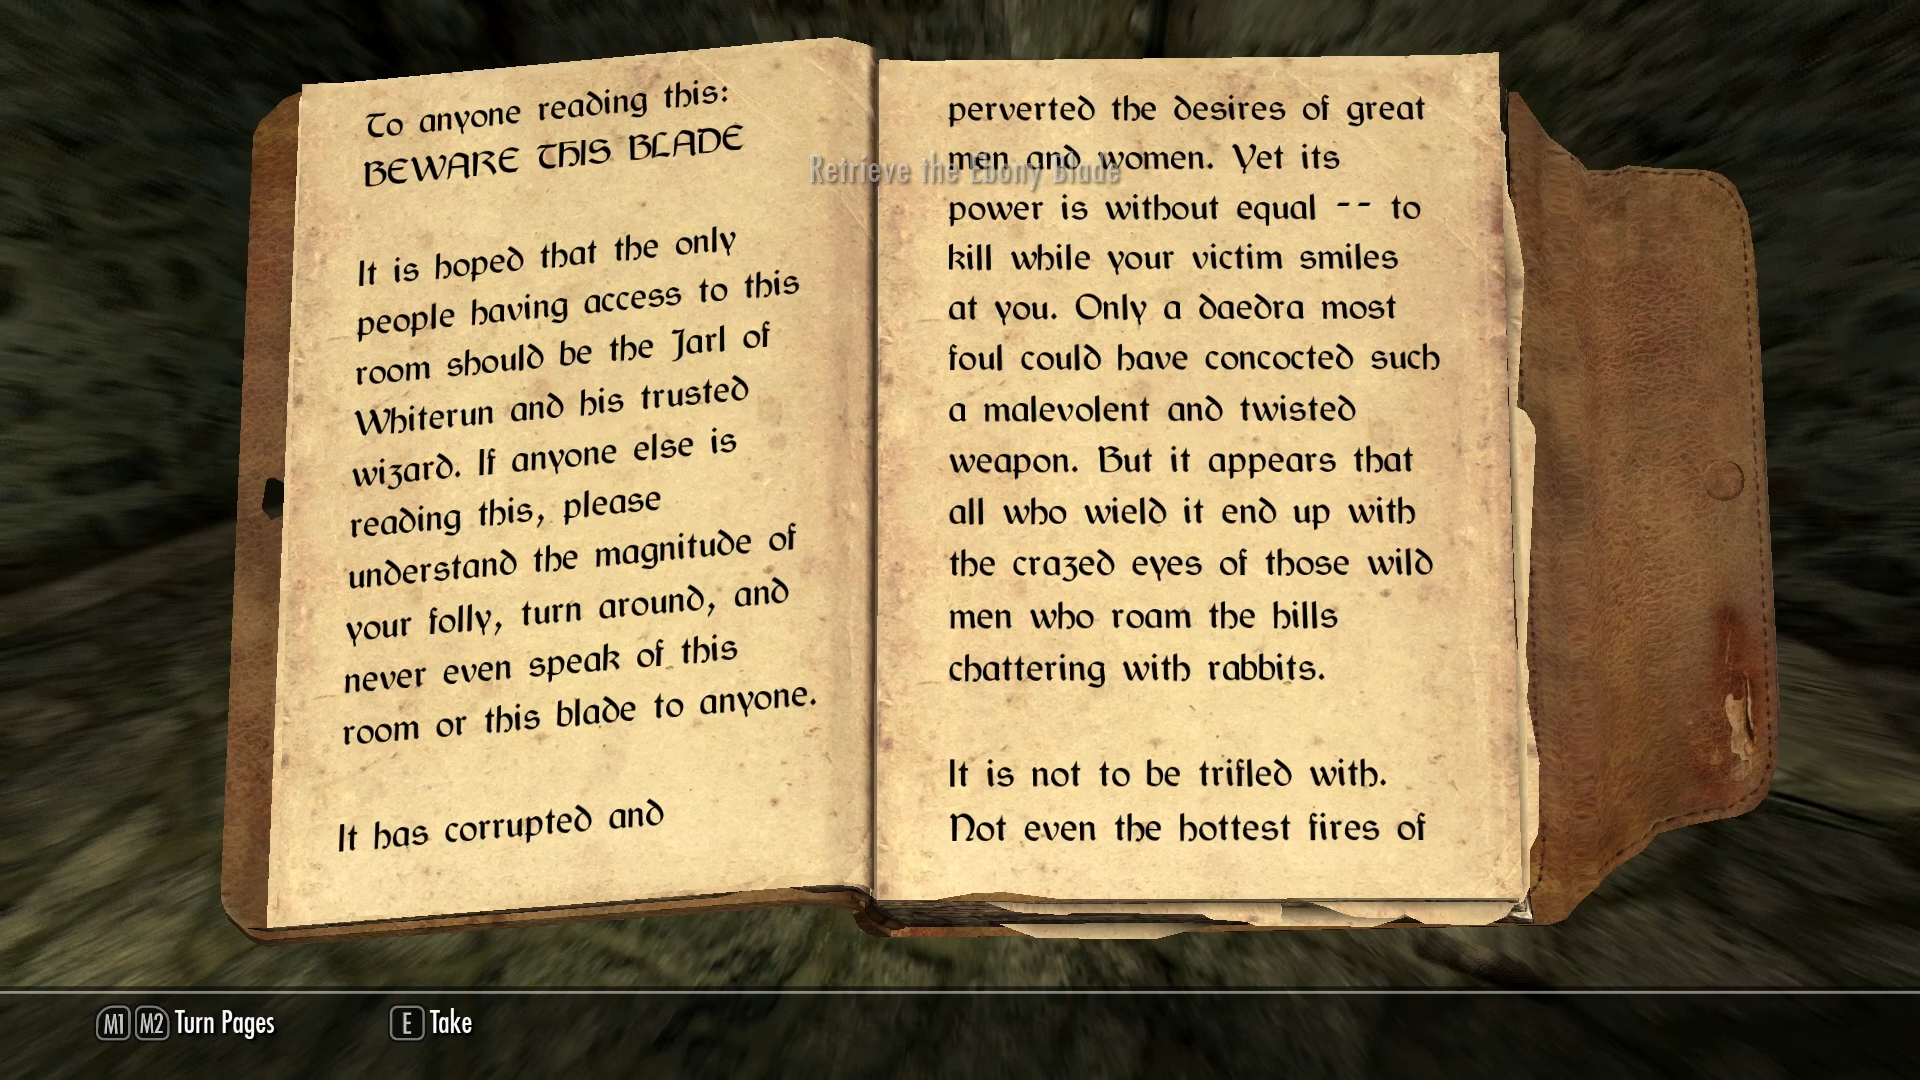 To anyone reading this:
BEWARE THIS BLADE
It is hoped that the only
people having access to this
room should be the Jarl of
Whiterun and his trusted
wizard. If anyone else is
reading this, please
understand the magnitude of
your folly, turn around, and
never even speak of this
room or this blade to anyone.
It has corrupted and
perverted the desires of great
men and women. Yet its
power is without equal -- to
kill while your victim smiles
at you. Only a daedra most
foul could have concocted such
a malevolent and twisted
weapon. But it appears that
all who wield it end up with
the crazed eyes of those wild
men who roam the hills
chattering with rabbits.
It is not to be trifled with.
Not even the hottest fires of
Retrieve the Ebony Blade
M1 M2 Turn Pages
E Take